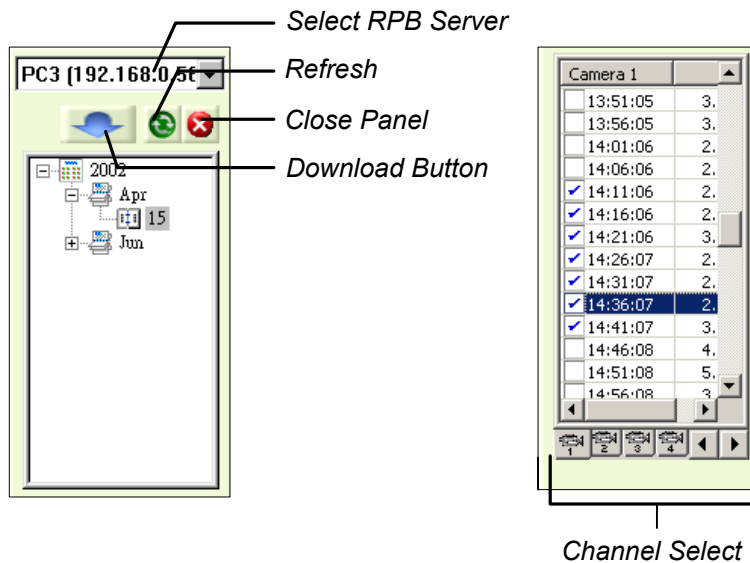 Select RPB Server
PC3 (192.168.0.5
Refresh
Close Panel
Download Button
2002
Apr
15
Jun
Camera 1
13:51:05 3.
13:56:05 3.
14:01:06 2.
14:06:06 2.
14:11:06 2.
14:16:06 2.
14:21:06 3.
14:26:07 2.
14:31:07 2.
14:36:07 2.
14:41:07 3.
14:46:08 4.
14:51:08 5.
14:56:08 3
1 2 3 4
Channel Select